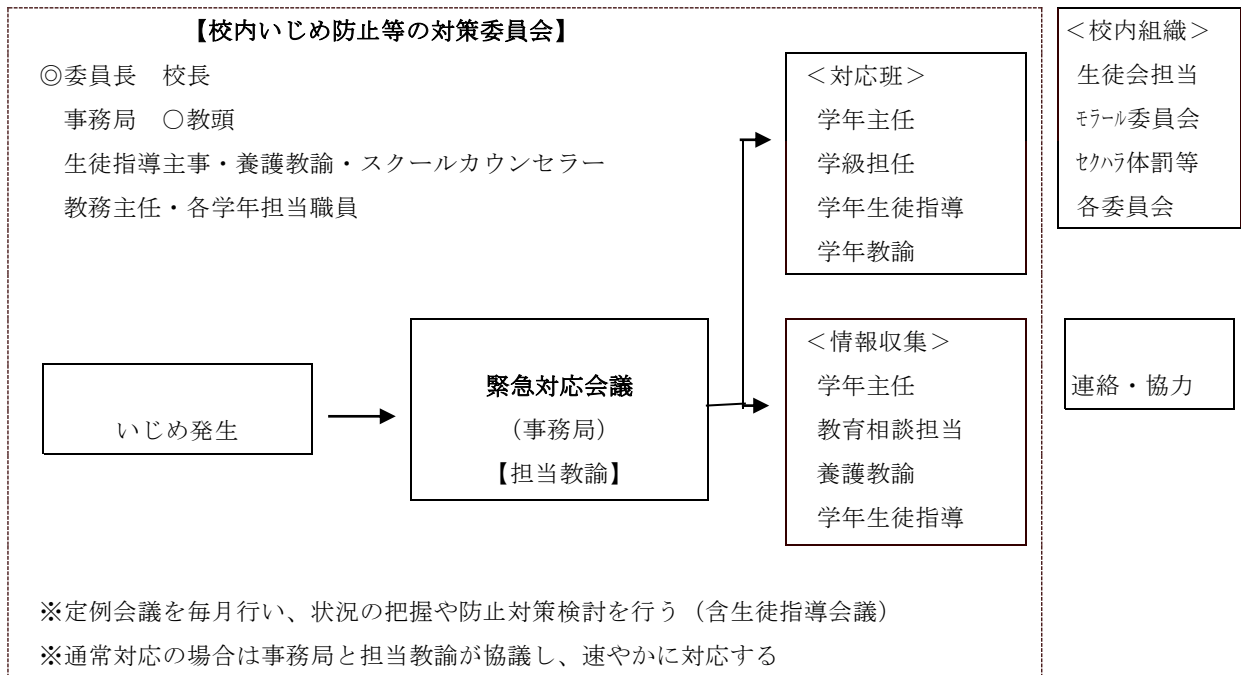 【校内いじめ防止等の対策委員会】
◎委員長　校長
事務局　○教頭
生徒指導主事・養護教諭・スクールカウンセラー
教務主任・各学年担当職員
＜対応班＞
学年主任
学級担任
学年生徒指導
学年教諭
＜校内組織＞
生徒会担当
ﾓﾗｰﾙ委員会
ｾｸﾊﾗ体罰等
各委員会
いじめ発生
緊急対応会議
（事務局）
【担当教諭】
＜情報収集＞
学年主任
教育相談担当
養護教諭
学年生徒指導
連絡・協力
※定例会議を毎月行い、状況の把握や防止対策検討を行う（含生徒指導会議）
※通常対応の場合は事務局と担当教諭が協議し、速やかに対応する